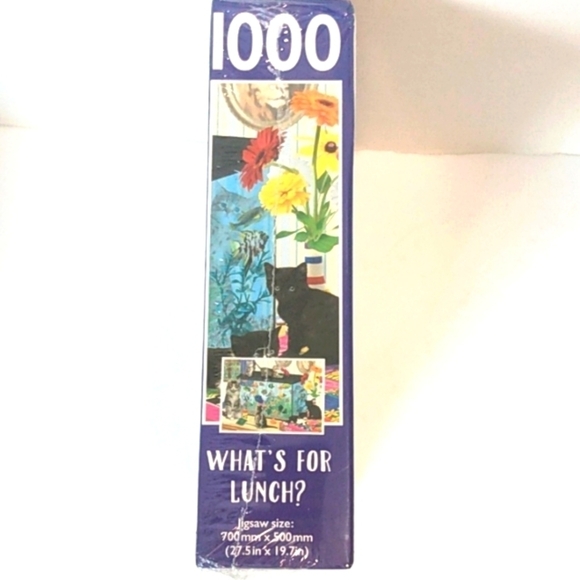 1000
WHAT'S FOR
LUNCH?
Jigsaw size:
700mm x 500mm
(27.5in x 19.7in)